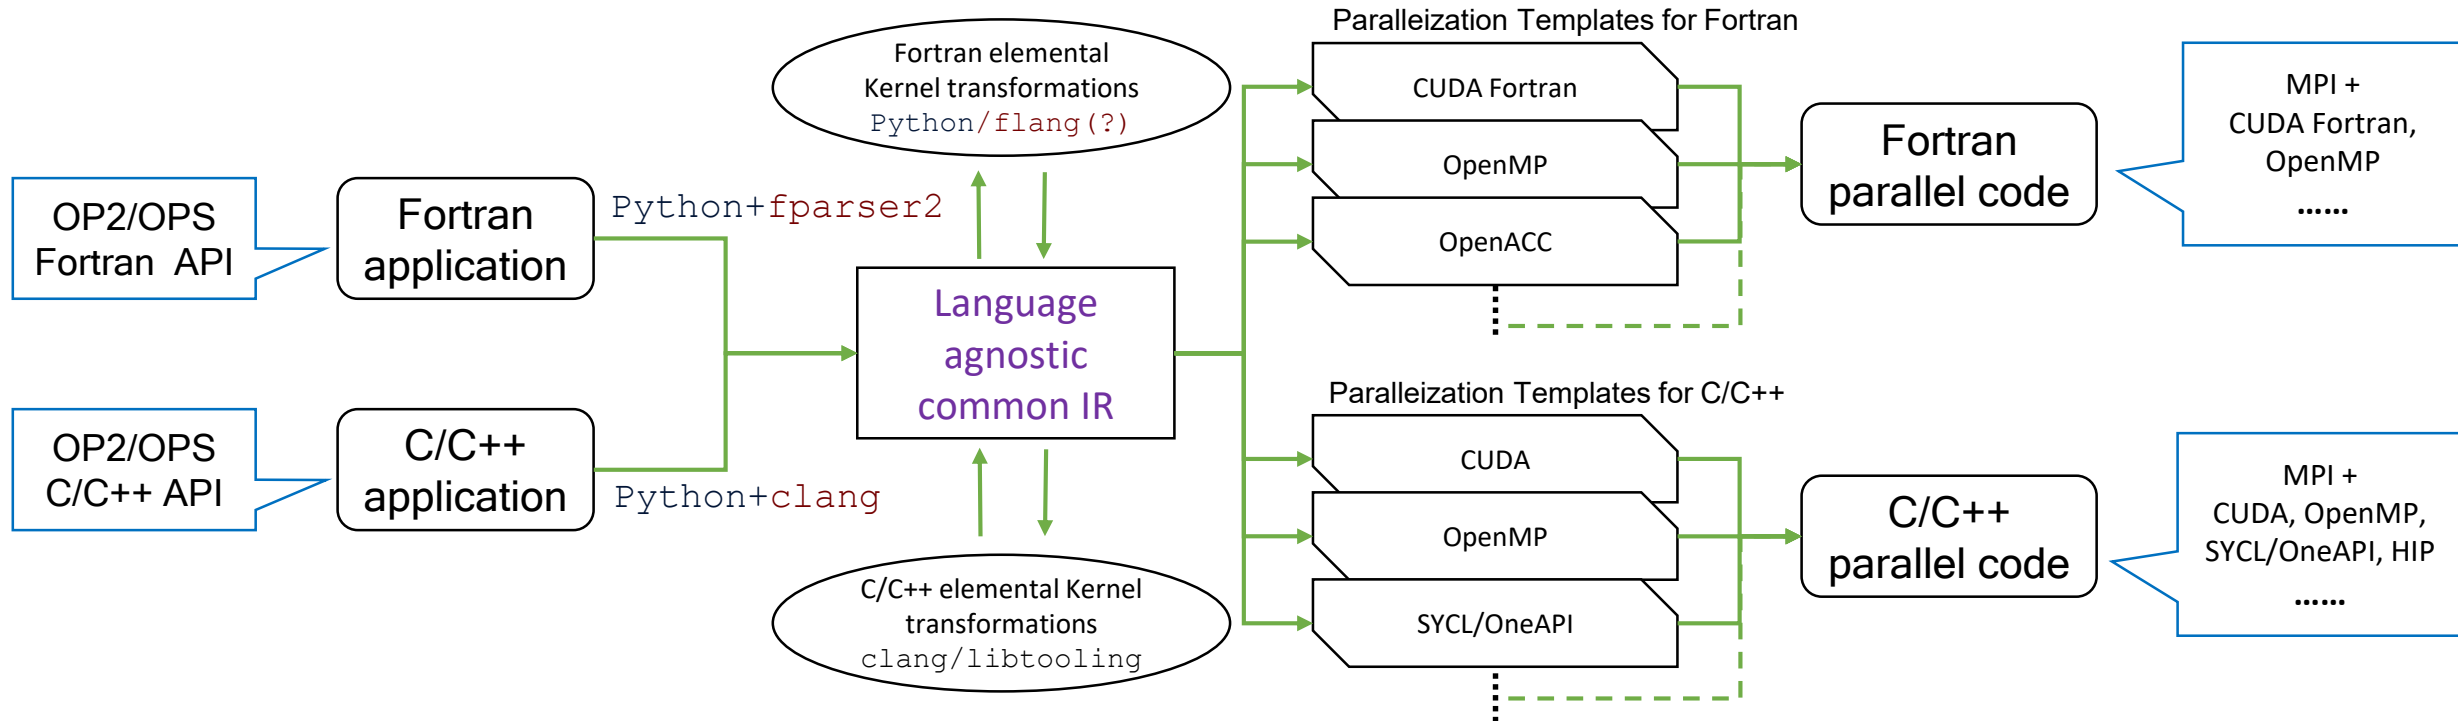 OP2/OPS
Fortran API
Fortran
application
Python+fparser2
OP2/OPS
C/C++ API
C/C++
application
Python+clang
Fortran elemental
Kernel transformations
Python/flang(?)
Language
agnostic
common IR
C/C++ elemental Kernel
transformations
clang/libtooling
Paralleization Templates for Fortran
CUDA Fortran
OpenMP
OpenACC
Fortran
parallel code
MPI +
CUDA Fortran,
OpenMP
......
Paralleization Templates for C/C++
CUDA
OpenMP
SYCL/OneAPI
C/C++
parallel code
MPI +
CUDA, OpenMP,
SYCL/OneAPI, HIP
......